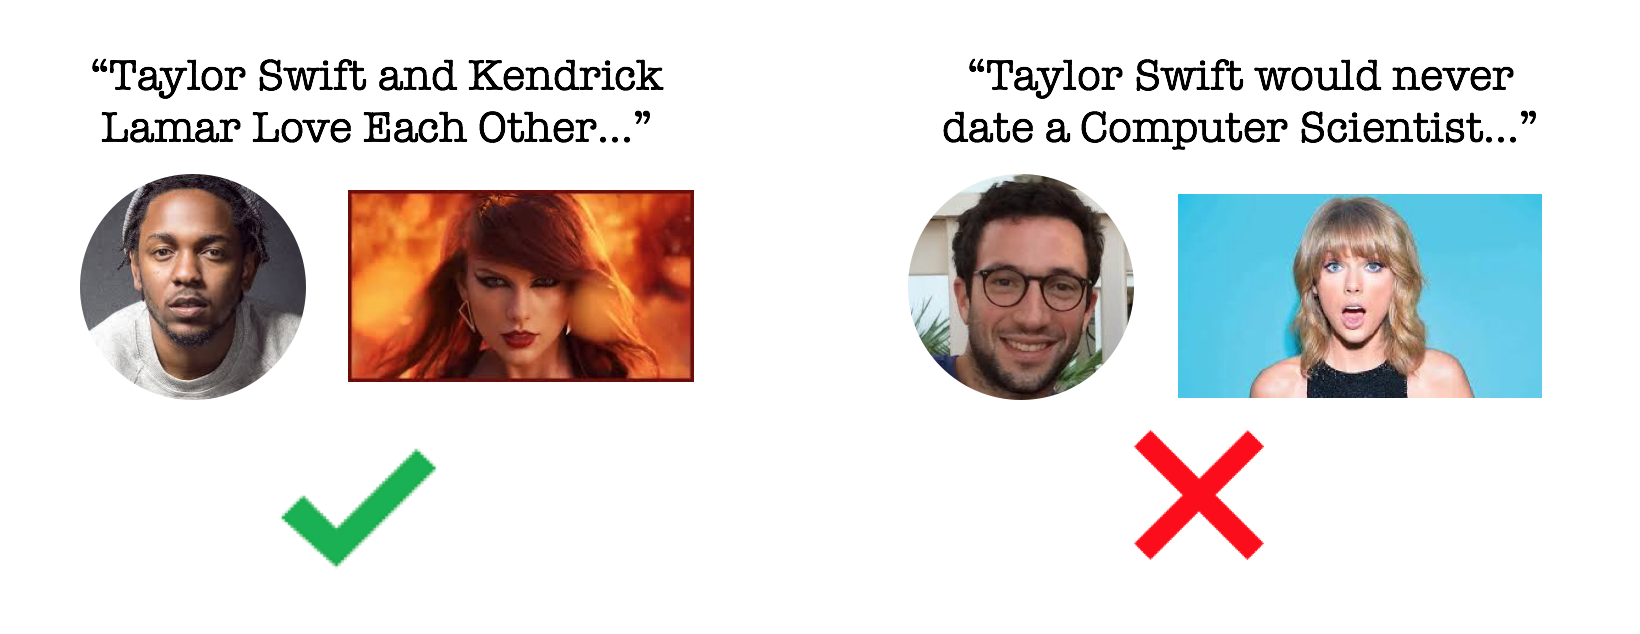 “Taylor Swift and Kendrick
Lamar Love Each Other...”
“Taylor Swift would never
date a Computer Scientist...”